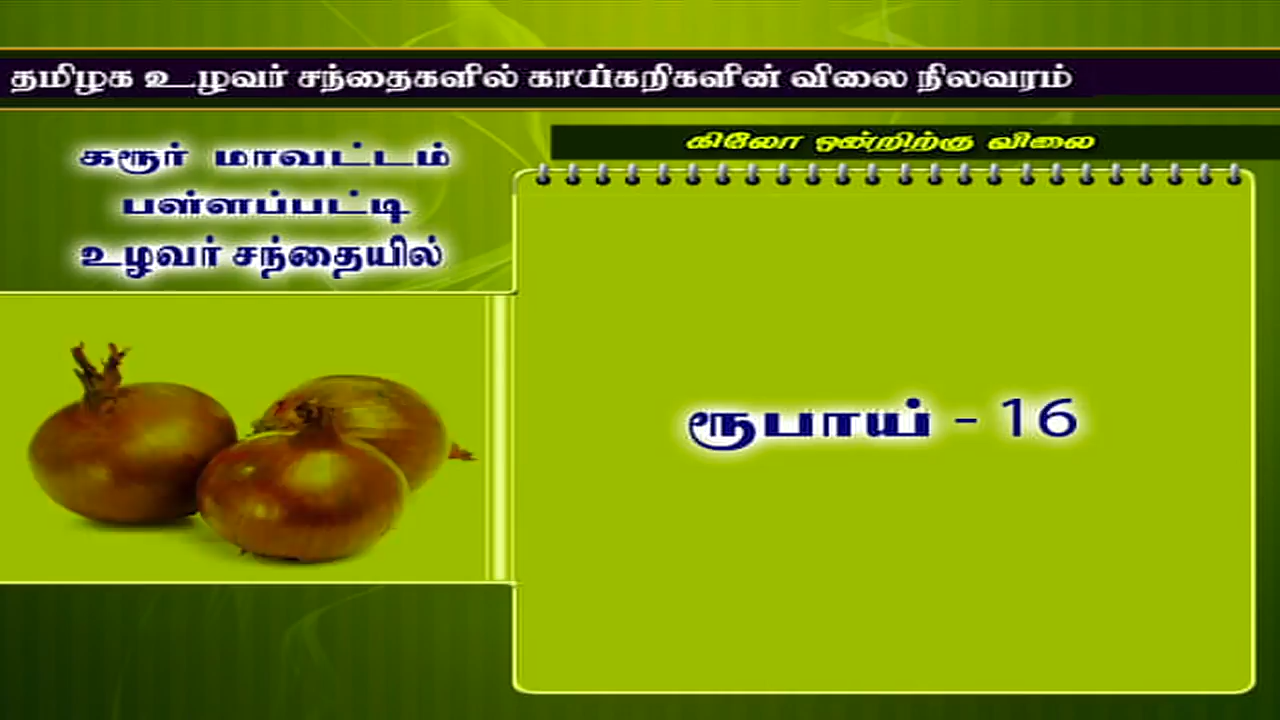 தமிழக உழவர் சந்தைகளில் காய்கறிகளின் விலை நிலவரம்
கிலோ ஒன்றிற்கு விலை
கரூர் மாவட்டம்
பள்ளப்பட்டி
உழவர் சந்தையில்
ரூபாய் - 16